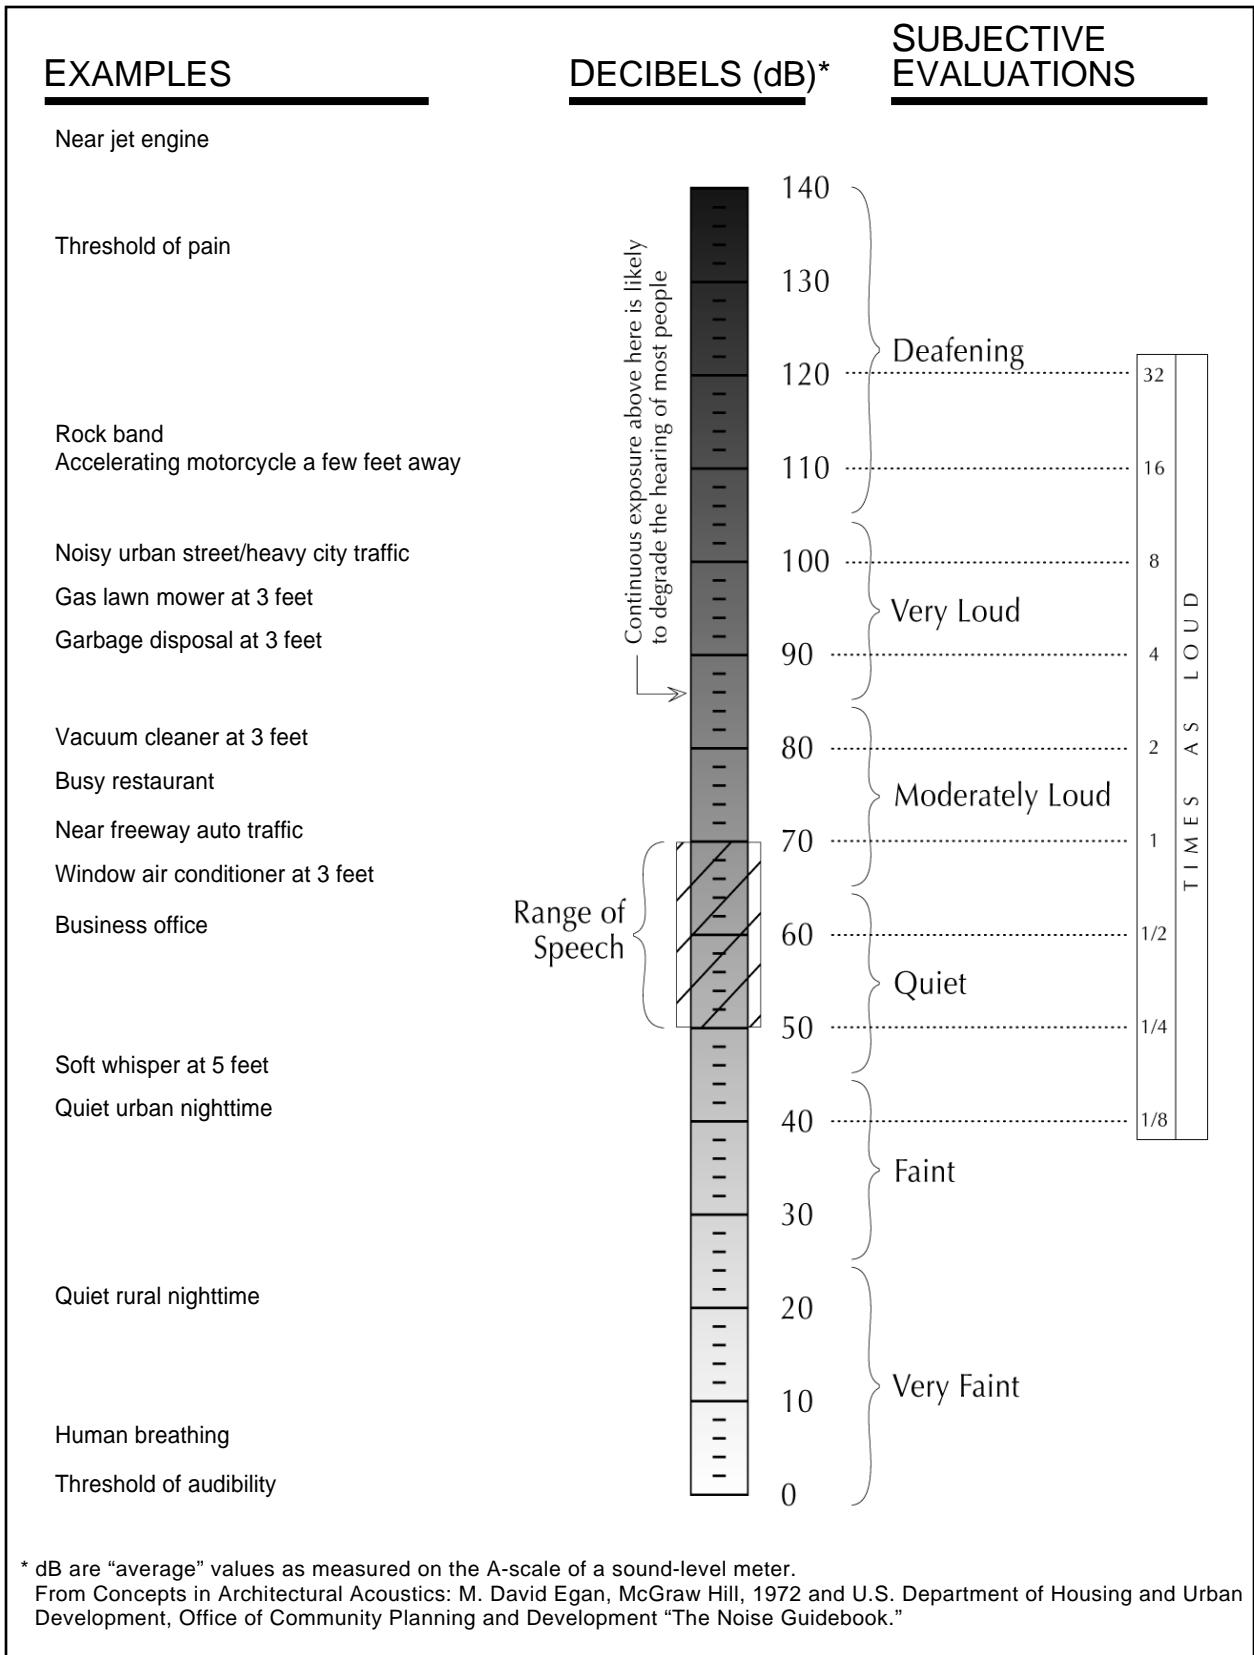 EXAMPLES
DECIBELS (dB)*
SUBJECTIVE
EVALUATIONS
Near jet engine
Threshold of pain
Rock band
Accelerating motorcycle a few feet away
Noisy urban street/heavy city traffic
Gas lawn mower at 3 feet
Garbage disposal at 3 feet
Vacuum cleaner at 3 feet
Busy restaurant
Near freeway auto traffic
Window air conditioner at 3 feet
Business office
Soft whisper at 5 feet
Quiet urban nighttime
Quiet rural nighttime
Human breathing
Threshold of audibility
Continuous exposure above here is likely
to degrade the hearing of most people
Range of
Speech
140
130
120
110
100
90
80
70
60
50
40
30
20
10
0
Deafening
Very Loud
Moderately Loud
Quiet
Faint
Very Faint
32
16
8
4
2
1
1/2
1/4
1/8
TIMES AS LOUD
* dB are “average” values as measured on the A-scale of a sound-level meter.
From Concepts in Architectural Acoustics: M. David Egan, McGraw Hill, 1972 and U.S. Department of Housing and Urban
Development, Office of Community Planning and Development “The Noise Guidebook.”